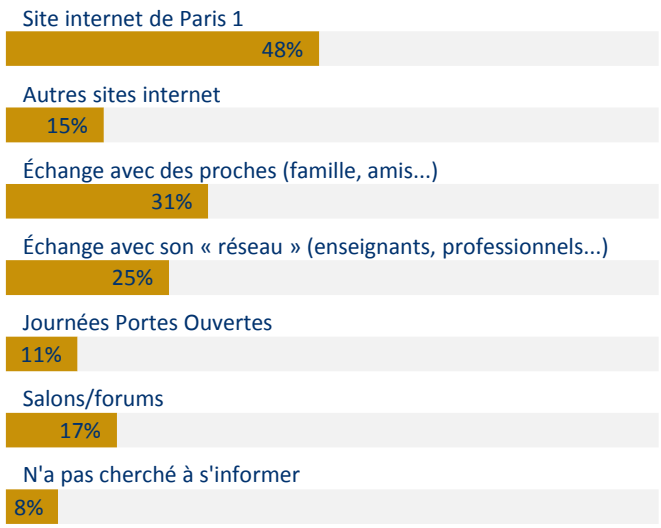 Site internet de Paris 1
48%
Autres sites internet
15%
Échange avec des proches (famille, amis...)
31%
Échange avec son « réseau » (enseignants, professionnels...)
25%
Journées Portes Ouvertes
11%
Salons/forums
17%
N'a pas cherché à s'informer
8%